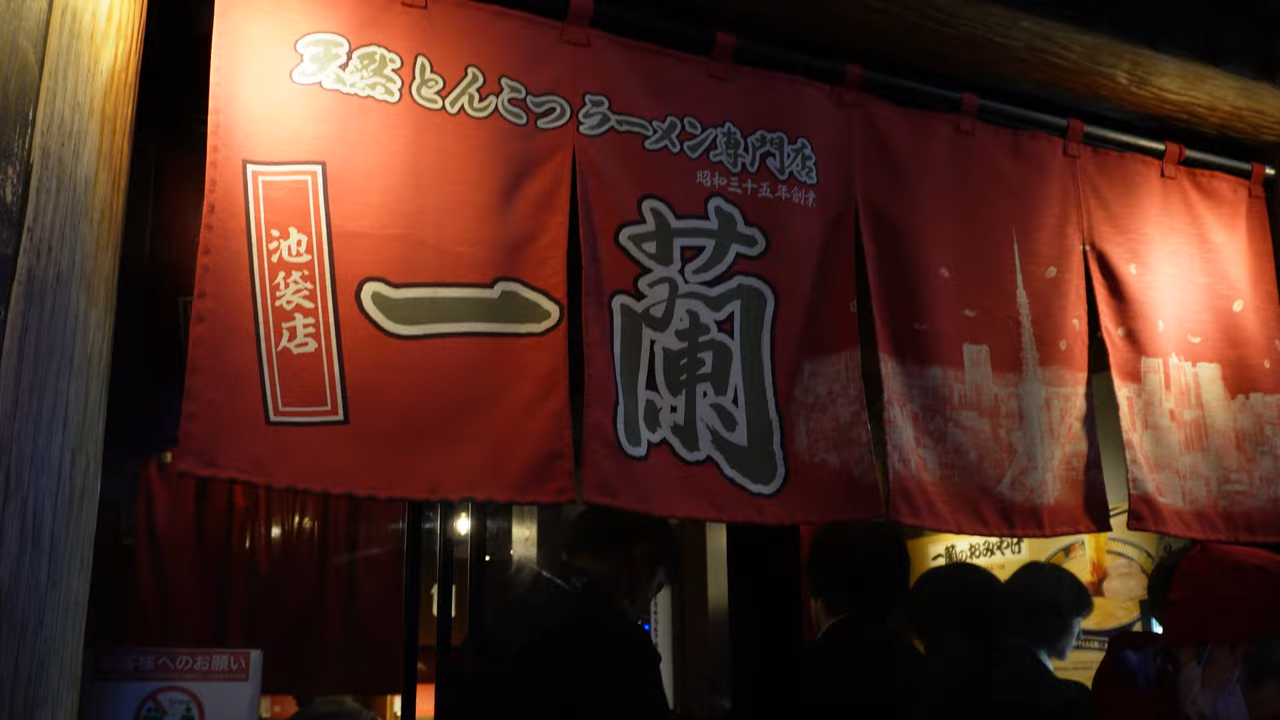 天然とんこつラーメン専門店
昭和三十五年創業
池袋店
一蘭
一蘭のおみやげ
客様へのお願い